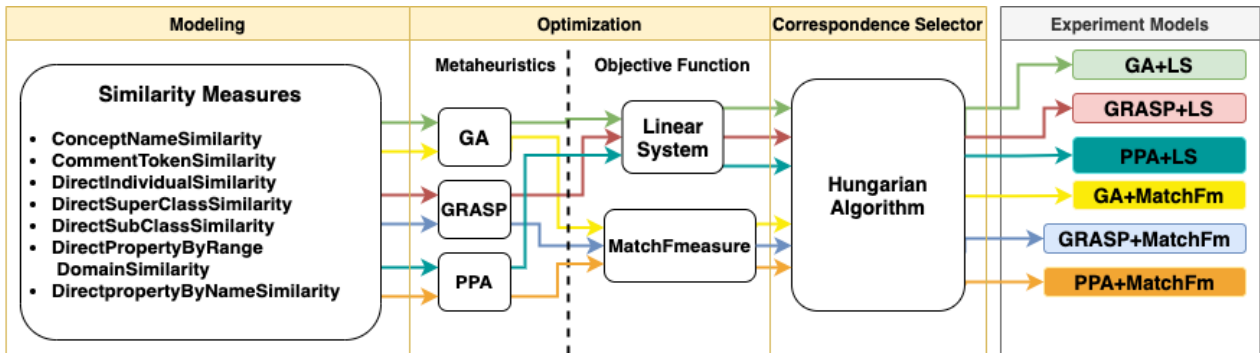 Modeling
Optimization
Correspondence Selector
Experiment Models
Similarity Measures
• ConceptNameSimilarity
• CommentTokenSimilarity
• DirectIndividualSimilarity
• DirectSuperClassSimilarity
• DirectSubClassSimilarity
• DirectPropertyByRange
DomainSimilarity
• DirectpropertyByNameSimilarity
Metaheuristics
Objective Function
GA
GRASP
PPA
Linear
System
MatchFmeasure
Hungarian
Algorithm
GA+LS
GRASP+LS
PPA+LS
GA+MatchFm
GRASP+MatchFm
PPA+MatchFm